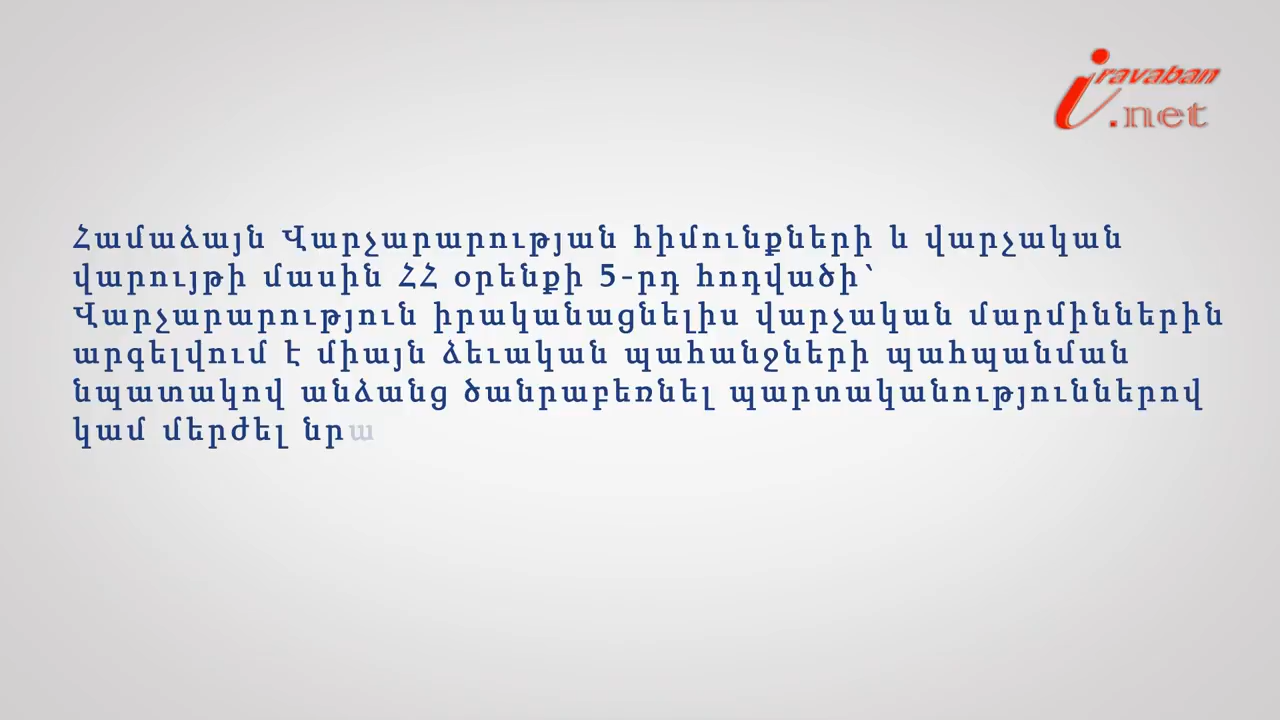 iravaban
.net
Համաձայն Վարչարարության հիմունքների և վարչական
վարույթի մասին ՀՀ օրենքի 5-րդ հոդվածի՝
Վարչարարություն իրականացնելիս վարչական մարմիններին
արգելվում է միայն ձեւական պահանջների պահպանման
նպատակով անձանց ծանրաբեռնել պարտականություններով
կամ մերժել նրա